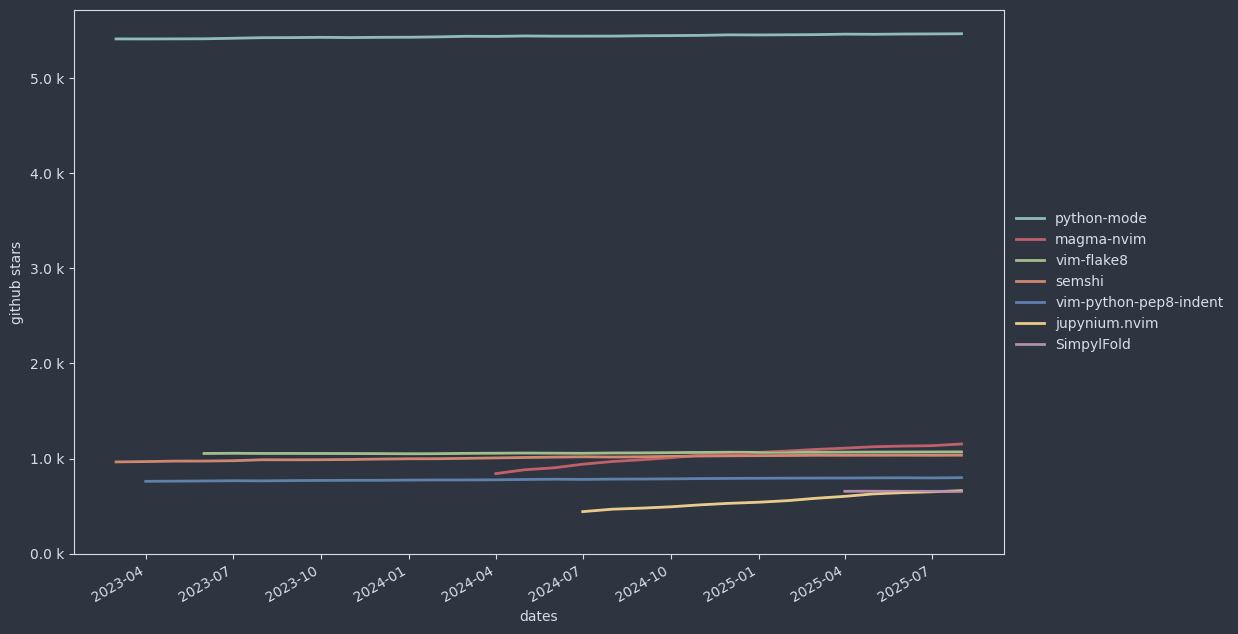 5.0 k
4.0 k
3.0 k
2.0 k
1.0 k
0.0 k
github stars
2023-04
2023-07
2023-10
2024-01
2024-04
2024-07
2024-10
2025-01
2025-04
2025-07
dates
python-mode
magma-nvim
vim-flake8
semshi
vim-python-pep8-indent
jupynium.nvim
SimpylFold